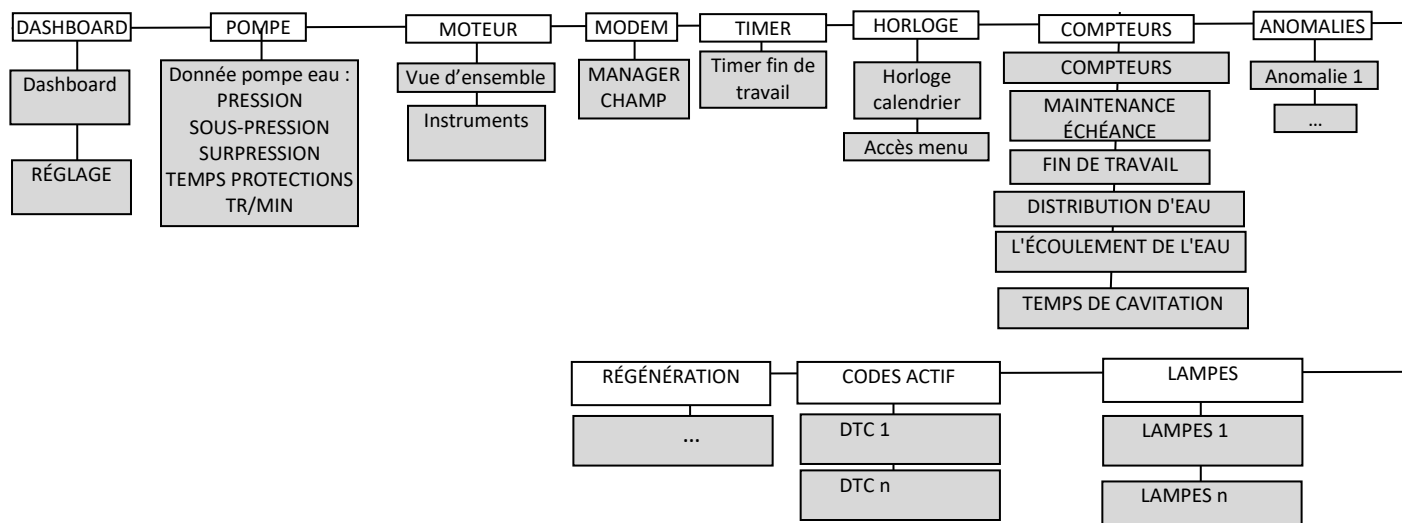 DASHBOARD
POMPE
MOTEUR
MODEM
TIMER
HORLOGE
COMPTEURS
ANOMALIES
Dashboard
RÉGLAGE
Donnée pompe eau :
PRESSION
SOUS-PRESSION
SURPRESSION
TEMPS PROTECTIONS
TR/MIN
Vue d’ensemble
Instruments
MANAGER
CHAMP
Timer fin de
travail
Horloge
calendrier
Accès menu
COMPTEURS
MAINTENANCE
ÉCHÉANCE
FIN DE TRAVAIL
DISTRIBUTION D'EAU
L'ÉCOULEMENT DE L'EAU
TEMPS DE CAVITATION
Anomalie 1
...
RÉGÉNÉRATION
CODES ACTIF
LAMPES
...
DTC 1
DTC n
LAMPES 1
LAMPES n